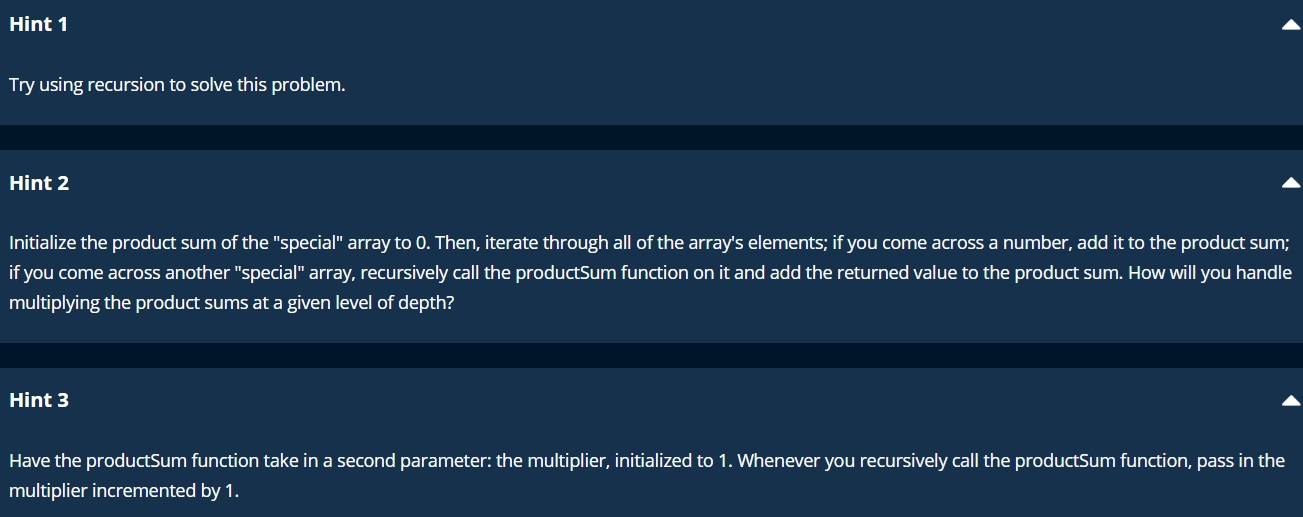 Hint 1
Try using recursion to solve this problem.
Hint 2
Initialize the product sum of the "special" array to 0. Then, iterate through all of the array's elements; if you come across a number, add it to the product sum;
if you come across another "special" array, recursively call the productSum function on it and add the returned value to the product sum. How will you handle
multiplying the product sums at a given level of depth?
Hint 3
Have the productSum function take in a second parameter: the multiplier, initialized to 1. Whenever you recursively call the productSum function, pass in the
multiplier incremented by 1.